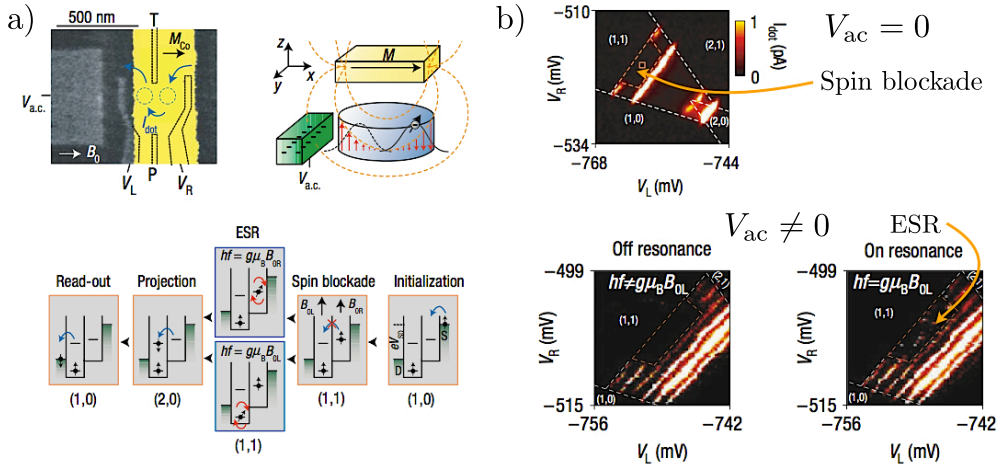 a)
500 nm
T
M_Co
V_a.c.
I_dot
B_0
V_L
P
V_R
z
x
y
M
V_a.c.
ESR
hf = gμ_B B_0R
Read-out
Projection
Spin blockade
Initialization
B_0L
B_0R
eV_SD
S
D
hf = gμ_B B_0L
(1,0)
(2,0)
(1,1)
(1,0)
(1,1)
b)
V_ac = 0
−510
(1,1)
(2,1)
1
I_dot (pA)
0
Spin blockade
V_R (mV)
(1,0)
(2,0)
−534
−768
−744
V_L (mV)
V_ac ≠ 0
ESR
Off resonance
−499
hf≠gμ_B B_0L
(2,1)
(1,1)
V_R (mV)
(1,0)
−515
−756
−742
V_L (mV)
On resonance
−499
hf=gμ_B B_0L
(2,1)
(1,1)
V_R (mV)
(1,0)
−515
−756
−742
V_L (mV)